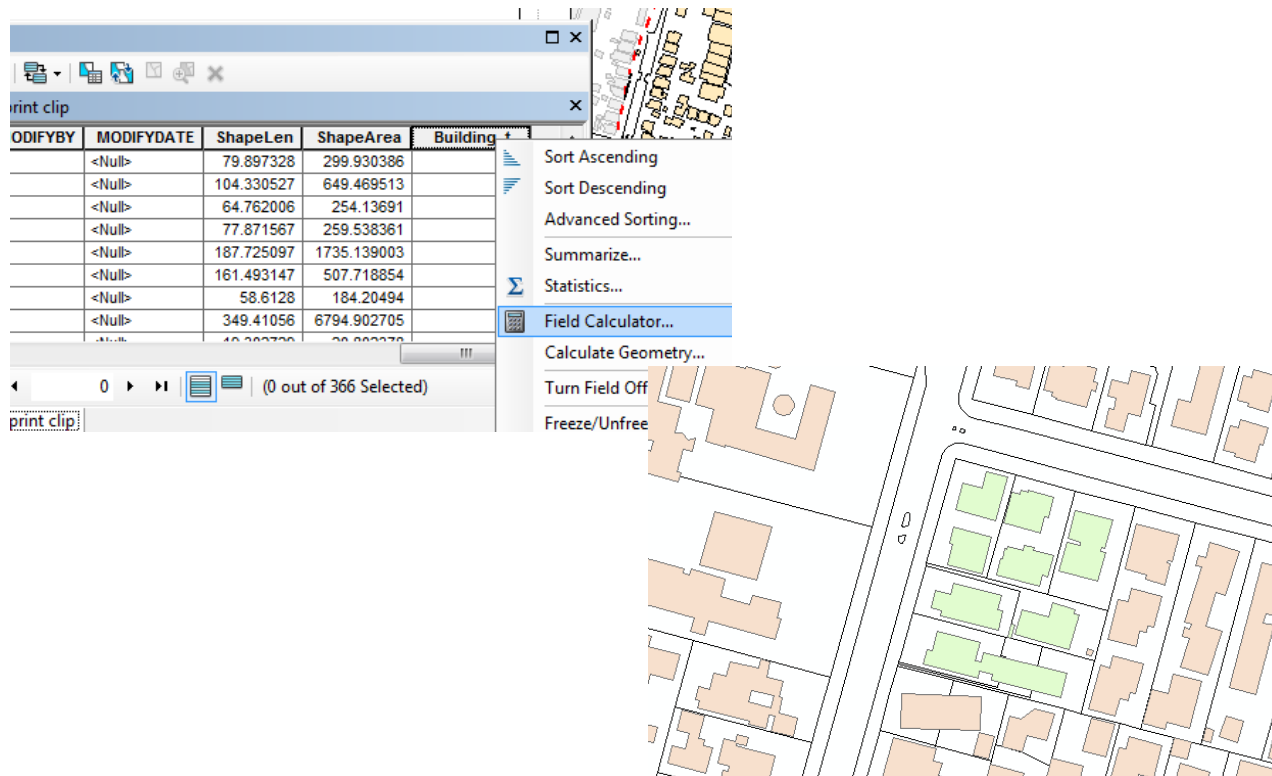 print clip
ODIFYBY MODIFYDATE ShapeLen ShapeArea Building_t
<Null> 79.897328 299.930386
<Null> 104.330527 649.469513
<Null> 64.762006 254.13691
<Null> 77.871567 259.538361
<Null> 187.725097 1735.139003
<Null> 161.493147 507.718854
<Null> 58.6128 184.20494
<Null> 349.41056 6794.902705
0 (0 out of 366 Selected)
print clip
Sort Ascending
Sort Descending
Advanced Sorting...
Summarize...
Statistics...
Field Calculator...
Calculate Geometry...
Turn Field Off
Freeze/Unfree